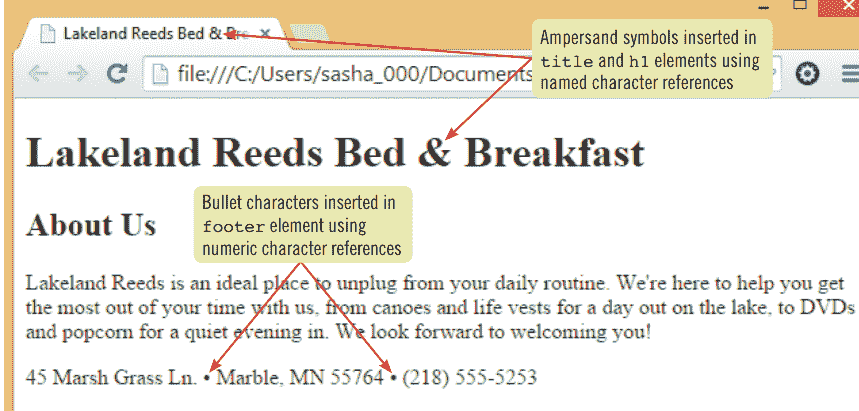 Lakeland Reeds Bed & Bre
Ampersand symbols inserted in
title and h1 elements using
named character references
file:///C:/Users/sasha_000/Documents
Lakeland Reeds Bed & Breakfast
Bullet characters inserted in
footer element using
numeric character references
About Us
Lakeland Reeds is an ideal place to unplug from your daily routine. We're here to help you get
the most out of your time with us, from canoes and life vests for a day out on the lake, to DVDs
and popcorn for a quiet evening in. We look forward to welcoming you!
45 Marsh Grass Ln. • Marble, MN 55764 • (218) 555-5253